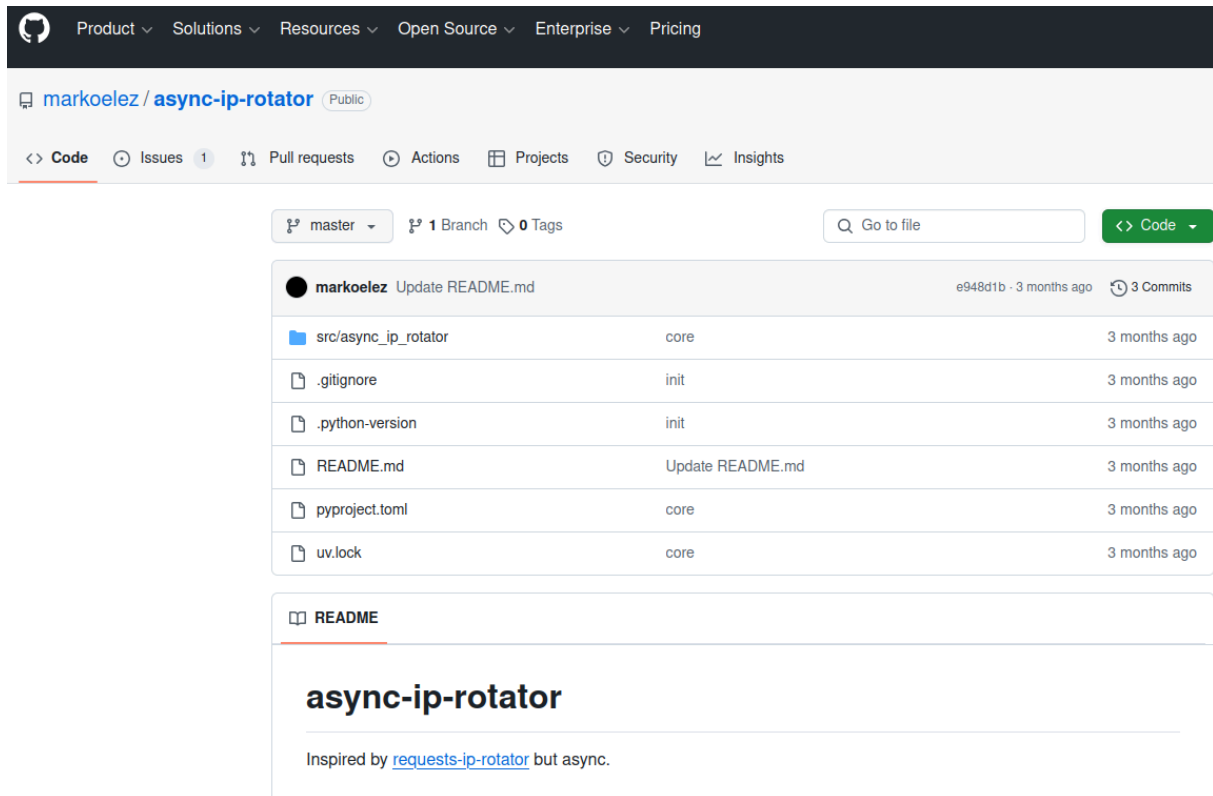 Product Solutions Resources Open Source Enterprise Pricing
markoelez / async-ip-rotator Public
Code Issues 1 Pull requests Actions Projects Security Insights
master 1 Branch 0 Tags Go to file Code
markoelez Update README.md e948d1b · 3 months ago 3 Commits
src/async_ip_rotator core 3 months ago
.gitignore init 3 months ago
.python-version init 3 months ago
README.md Update README.md 3 months ago
pyproject.toml core 3 months ago
uv.lock core 3 months ago
README
async-ip-rotator
Inspired by requests-ip-rotator but async.